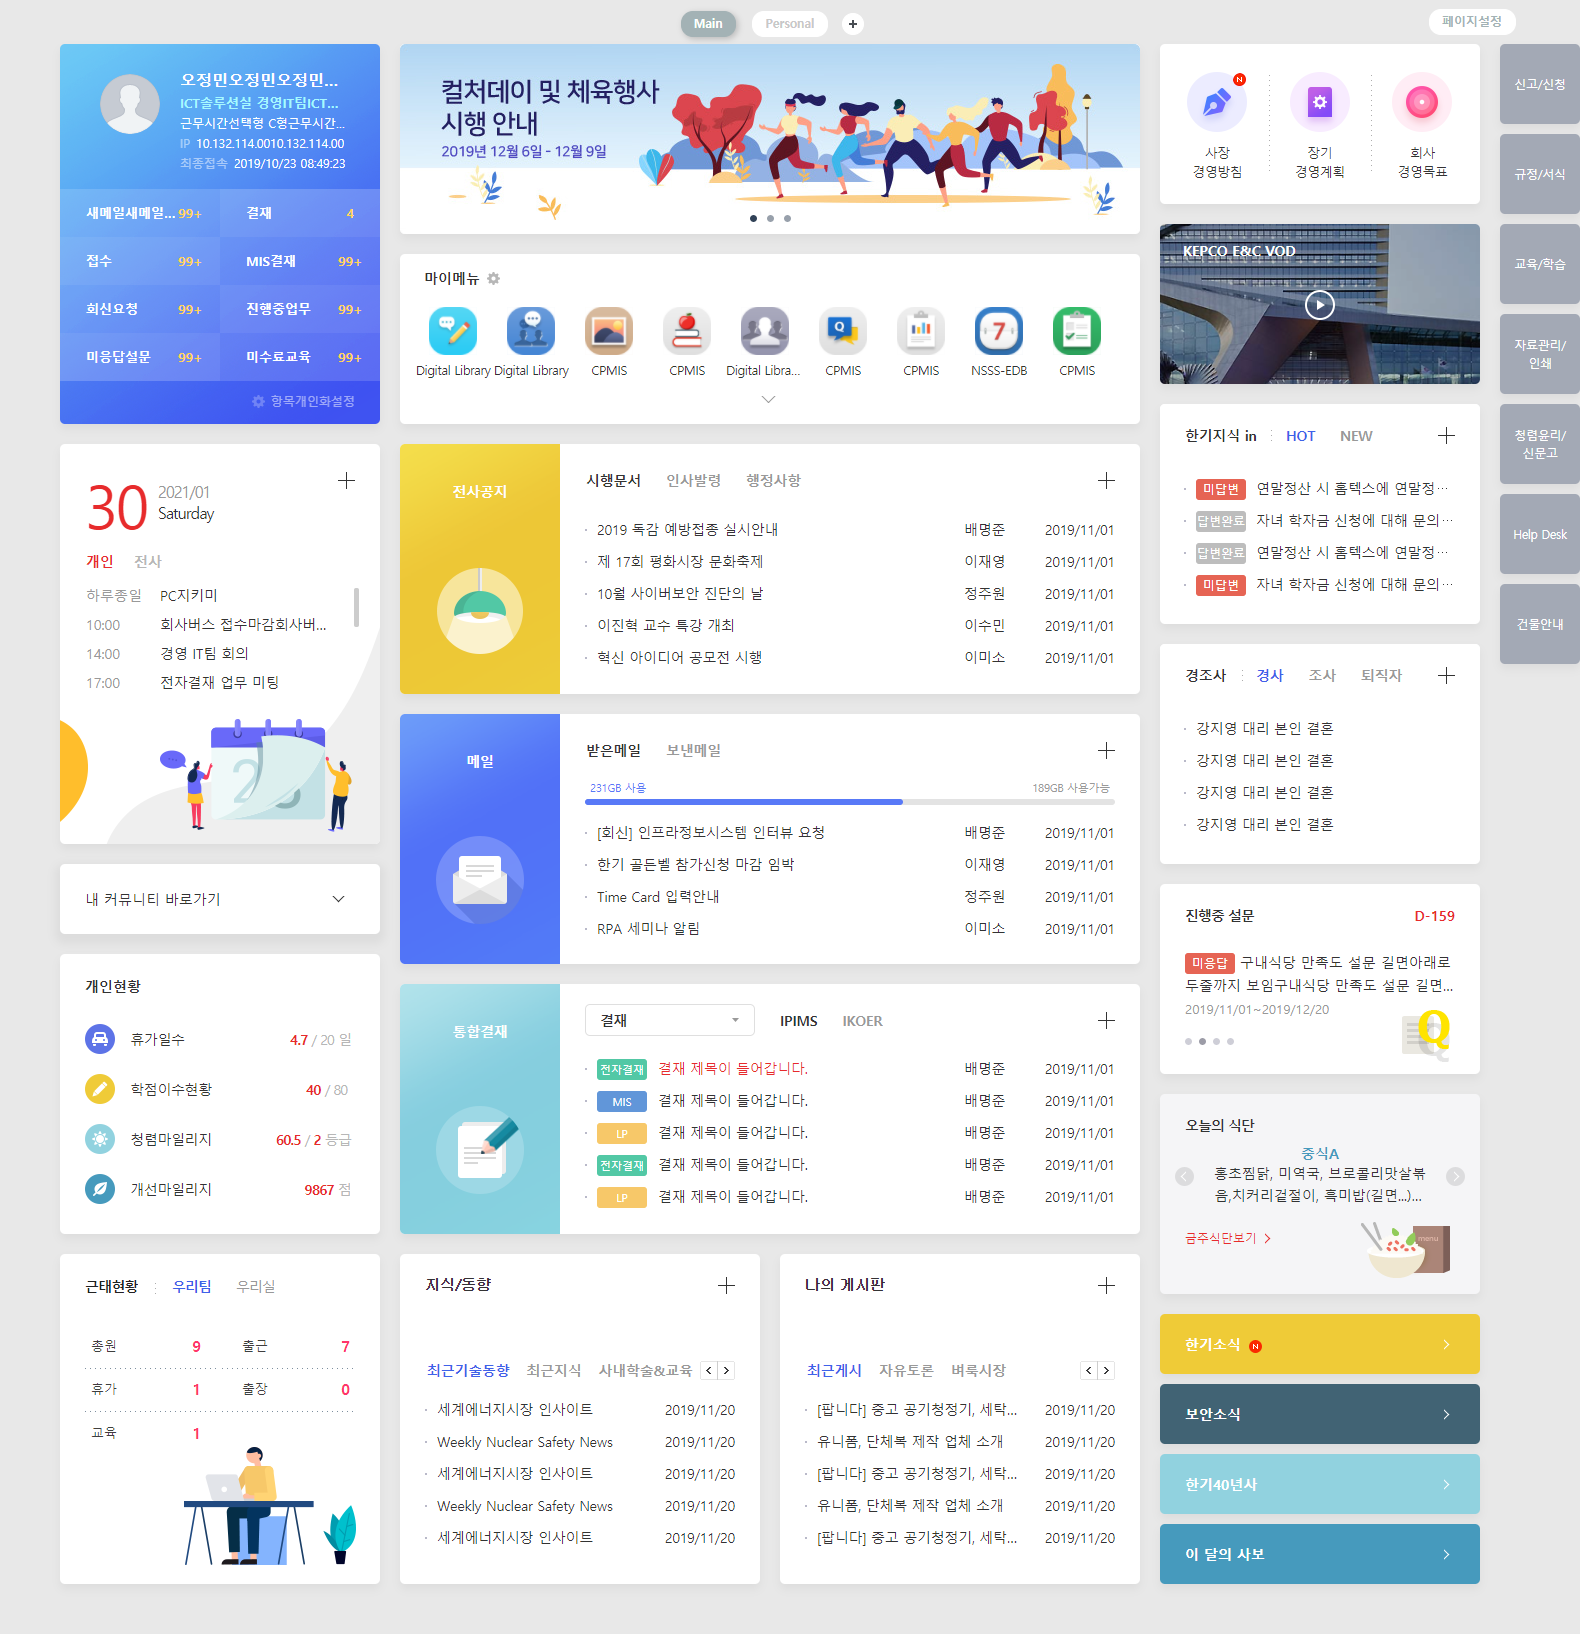 Main
Personal
페이지설정
오정민오정민오정민...
ICT솔루션실 경영IT팀ICT...
근무시간선택형 C형근무시간...
IP 10.132.114.0010.132.114.00
최종접속 2019/10/23 08:49:23
새메일새메일... 99+
결재 4
접수 99+
MIS결재 99+
회신요청 99+
진행중업무 99+
미응답설문 99+
미수료교육 99+
항목개인화설정
컬처데이 및 체육행사
시행 안내
2019년 12월 6일 - 12월 9일
마이메뉴
Digital Library
Digital Library
CPMIS
CPMIS
Digital Libra...
CPMIS
CPMIS
7
NSSS-EDB
CPMIS
N
사장
경영방침
장기
경영계획
회사
경영목표
KEPCO E&C VOD
신고/신청
규정/서식
교육/학습
자료관리/
인쇄
청렴윤리/
신문고
Help Desk
건물안내
30
2021/01
Saturday
개인 전사
하루종일 PC지키미
10:00 회사버스 접수마감회사버...
14:00 경영 IT팀 회의
17:00 전자결재 업무 미팅
내 커뮤니티 바로가기
개인현황
휴가일수 4.7 / 20 일
학점이수현황 40 / 80
청렴마일리지 60.5 / 2 등급
개선마일리지 9867 점
근태현황 우리팀 우리실
총원 9 출근 7
휴가 1 출장 0
교육 1
전사공지
시행문서 인사발령 행정사항
2019 독감 예방접종 실시안내 배명준 2019/11/01
제 17회 평화시장 문화축제 이재영 2019/11/01
10월 사이버보안 진단의 날 정주원 2019/11/01
이진혁 교수 특강 개최 이수민 2019/11/01
혁신 아이디어 공모전 시행 이미소 2019/11/01
메일
받은메일 보낸메일
231GB 사용 189GB 사용가능
[회신] 인프라정보시스템 인터뷰 요청 배명준 2019/11/01
한기 골든벨 참가신청 마감 임박 이재영 2019/11/01
Time Card 입력안내 정주원 2019/11/01
RPA 세미나 알림 이미소 2019/11/01
통합결재
결재 IPIMS IKOER
전자결재 결재 제목이 들어갑니다. 배명준 2019/11/01
MIS 결재 제목이 들어갑니다. 배명준 2019/11/01
LP 결재 제목이 들어갑니다. 배명준 2019/11/01
전자결재 결재 제목이 들어갑니다. 배명준 2019/11/01
LP 결재 제목이 들어갑니다. 배명준 2019/11/01
지식/동향
최근기술동향 최근지식 사내학술&교육
세계에너지시장 인사이트 2019/11/20
Weekly Nuclear Safety News 2019/11/20
세계에너지시장 인사이트 2019/11/20
Weekly Nuclear Safety News 2019/11/20
세계에너지시장 인사이트 2019/11/20
나의 게시판
최근게시 자유토론 벼룩시장
[팝니다] 중고 공기청정기, 세탁... 2019/11/20
유니폼, 단체복 제작 업체 소개 2019/11/20
[팝니다] 중고 공기청정기, 세탁... 2019/11/20
유니폼, 단체복 제작 업체 소개 2019/11/20
[팝니다] 중고 공기청정기, 세탁... 2019/11/20
한기지식 in HOT NEW
미답변 연말정산 시 홈텍스에 연말정...
답변완료 자녀 학자금 신청에 대해 문의...
답변완료 연말정산 시 홈텍스에 연말정...
미답변 자녀 학자금 신청에 대해 문의...
경조사 경사 조사 퇴직자
강지영 대리 본인 결혼
강지영 대리 본인 결혼
강지영 대리 본인 결혼
강지영 대리 본인 결혼
진행중 설문 D-159
미응답 구내식당 만족도 설문 길면아래로
두줄까지 보임구내식당 만족도 설문 길면...
2019/11/01~2019/12/20
Q
오늘의 식단
중식A
홍초찜닭, 미역국, 브로콜리맛살볶
음,치커리겉절이, 흑미밥(길면...)...
금주식단보기
menu
한기소식 N
보안소식
한기40년사
이 달의 사보